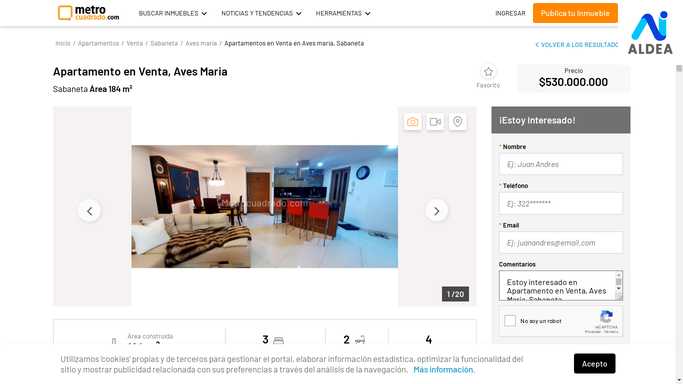 metro
cuadrado.com
BUSCAR INMUEBLES
NOTICIAS Y TENDENCIAS
HERRAMIENTAS
INGRESAR
Publica tu Inmueble
ALDEA
Inicio / Apartamentos / Venta / Sabaneta / Aves maria / Apartamentos en Venta en Aves maria, Sabaneta
VOLVER A LOS RESULTADO
Apartamento en Venta, Aves Maria
Sabaneta Área 184 m²
Favorito
Precio
$530.000.000
¡Estoy Interesado!
* Nombre
Ej: Juan Andres
* Teléfono
Ej: 322*******
* Email
Ej: juanandres@email.com
Comentarios
Estoy interesado en
Apartamento en Venta, Aves
Maria-Sabaneta
Metrocuadrado.com
1 / 20
No soy un robot
reCAPTCHA
Privacidad - Términos
Área construida
3
2
4
Utilizamos 'cookies' propias y de terceros para gestionar el portal, elaborar información estadística, optimizar la funcionalidad del
sitio y mostrar publicidad relacionada con sus preferencias a través del análisis de la navegación. Más información.
Acepto